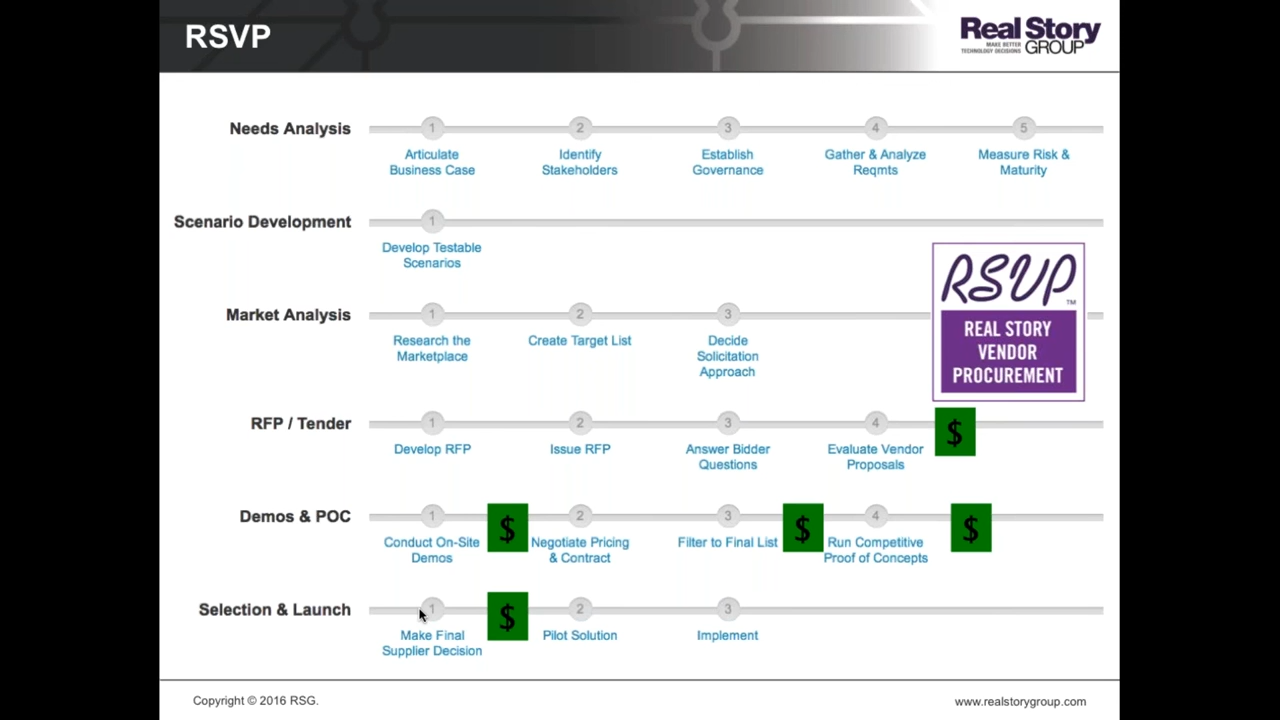 RSVP
Real Story
GROUP
MAKE BETTER
TECHNOLOGY DECISIONS
Needs Analysis
1 2 3 4 5
Articulate Business Case
Identify Stakeholders
Establish Governance
Gather & Analyze Reqmts
Measure Risk & Maturity
Scenario Development
1
Develop Testable Scenarios
RSVP TM
REAL STORY
VENDOR
PROCUREMENT
Market Analysis
1 2 3
Research the Marketplace
Create Target List
Decide Solicitation Approach
RFP / Tender
1 2 3 4 $
Develop RFP
Issue RFP
Answer Bidder Questions
Evaluate Vendor Proposals
Demos & POC
1 $ 2 3 $ 4 $
Conduct On-Site Demos
Negotiate Pricing & Contract
Filter to Final List
Run Competitive Proof of Concepts
Selection & Launch
1 $ 2 3
Make Final Supplier Decision
Pilot Solution
Implement
Copyright © 2016 RSG.
www.realstorygroup.com